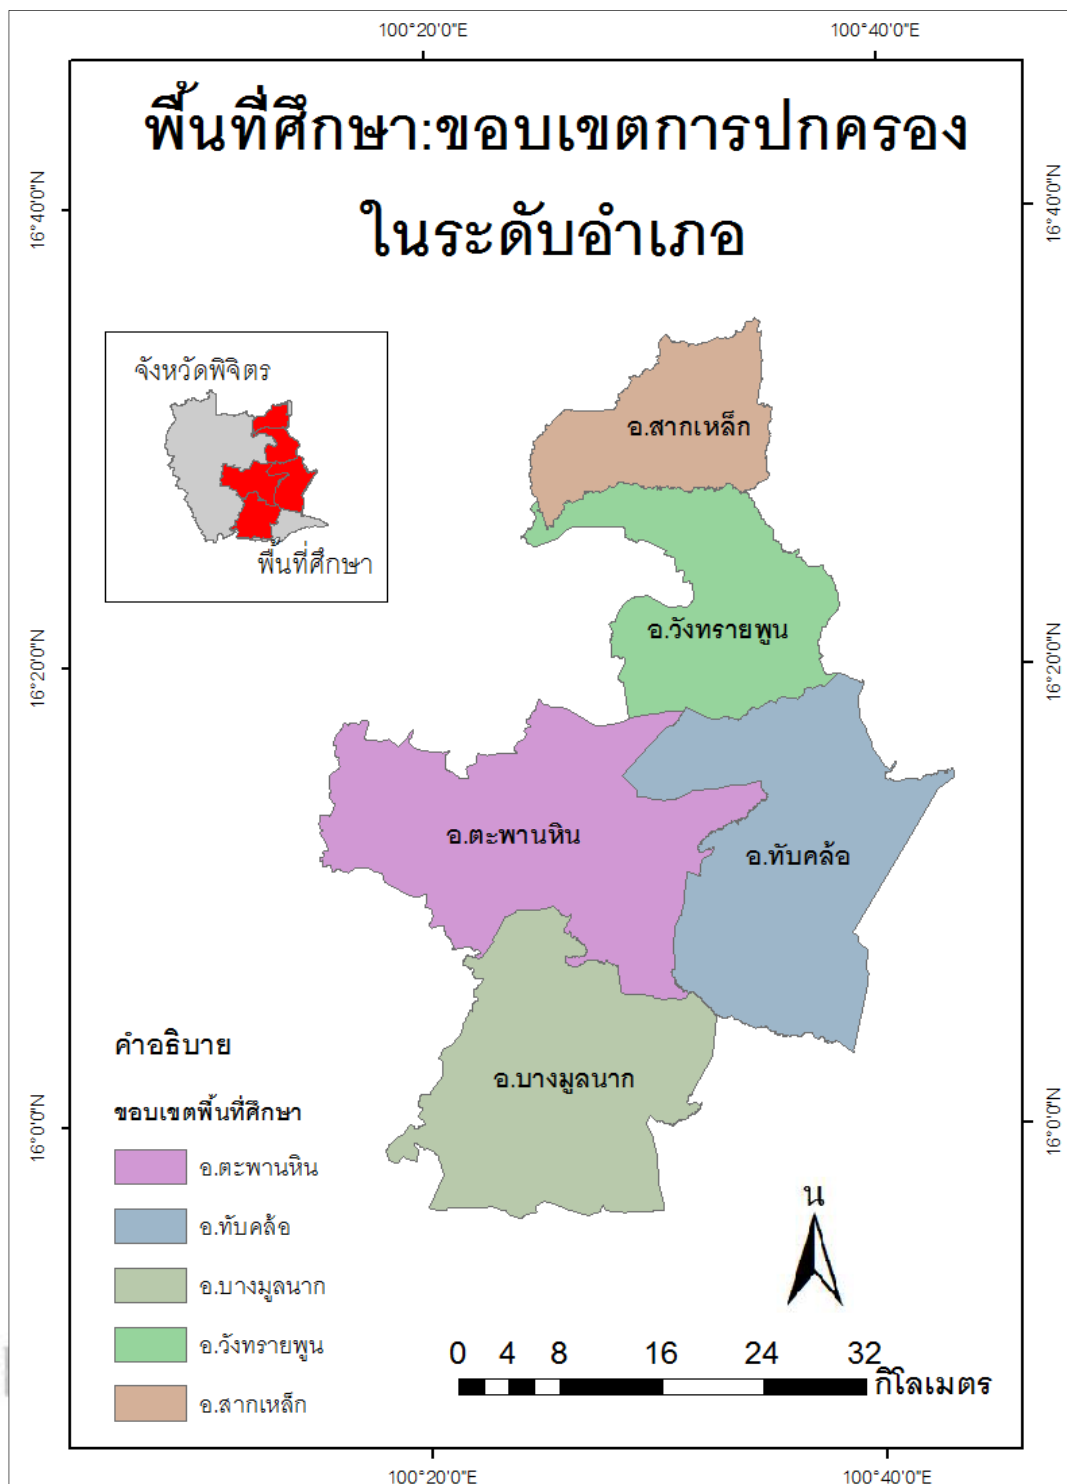 100°20'0"E
100°40'0"E
พื้นที่ศึกษา:ขอบเขตการปกครอง
ในระดับอำเภอ
16°40'0"N
16°40'0"N
จังหวัดพิจิตร
พื้นที่ศึกษา
อ.สากเหล็ก
อ.วังทรายพูน
16°20'0"N
16°20'0"N
อ.ตะพานหิน
อ.ทับคล้อ
อ.บางมูลนาก
16°0'0"N
16°0'0"N
คำอธิบาย
ขอบเขตพื้นที่ศึกษา
อ.ตะพานหิน
อ.ทับคล้อ
อ.บางมูลนาก
อ.วังทรายพูน
อ.สากเหล็ก
น
0 4 8 16 24 32
กิโลเมตร
100°20'0"E
100°40'0"E